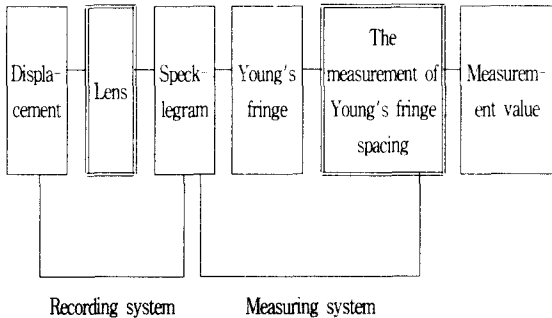 Displa-
cement
Lens
Speck-
legram
Young's
fringe
The
measurement of
Young's fringe
spacing
Measurem-
ent value
Recording system
Measuring system